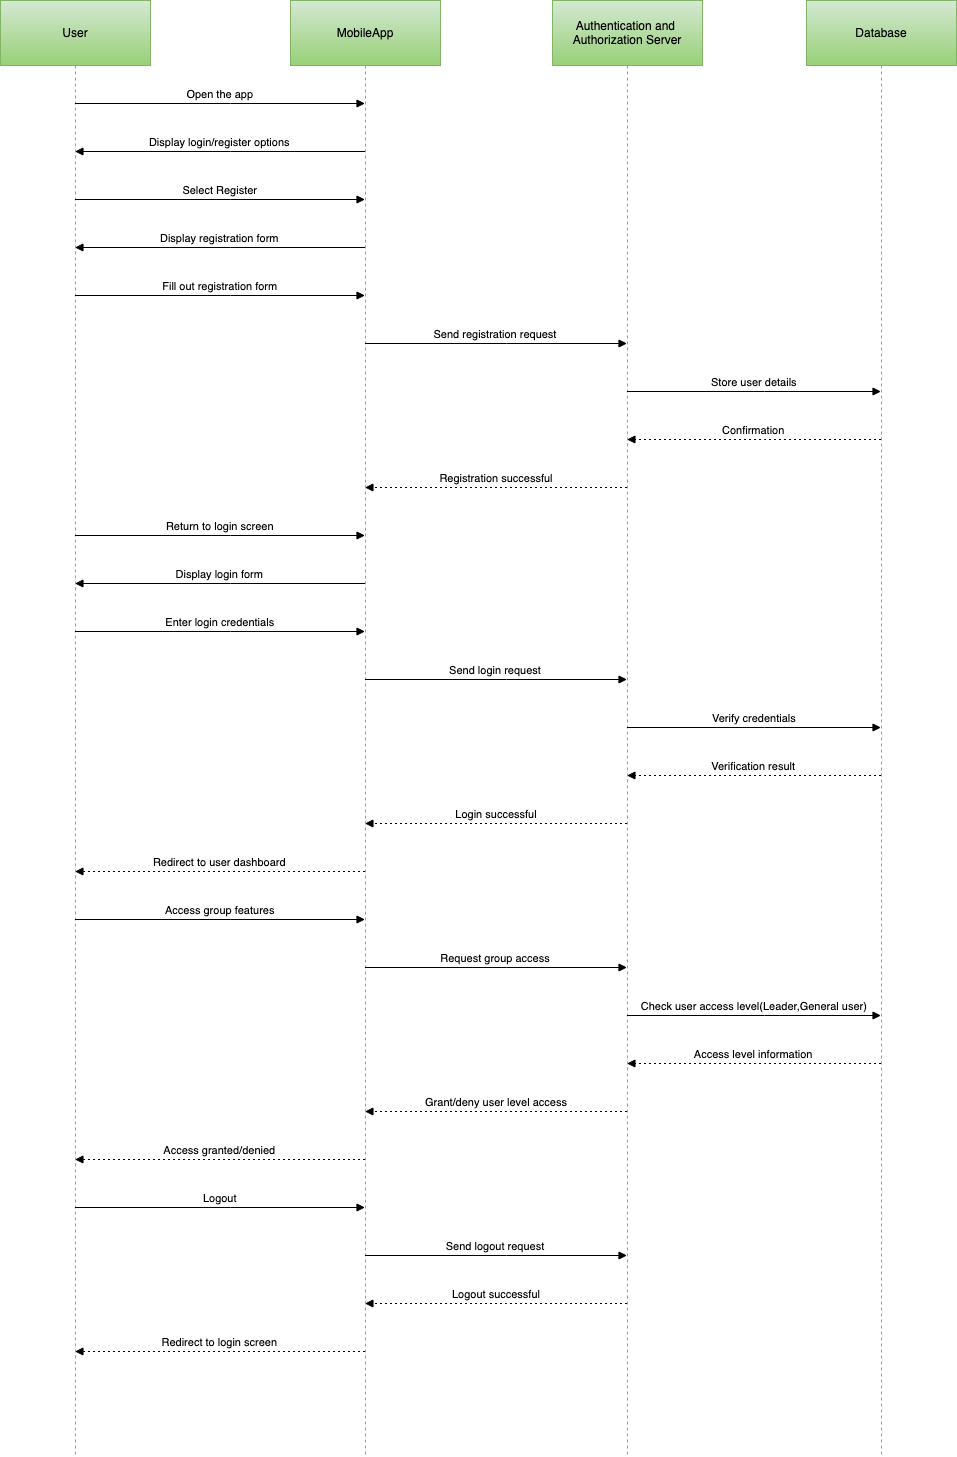 User
MobileApp
Authentication and
Authorization Server
Database
Open the app
Display login/register options
Select Register
Display registration form
Fill out registration form
Send registration request
Store user details
Confirmation
Registration successful
Return to login screen
Display login form
Enter login credentials
Send login request
Verify credentials
Verification result
Login successful
Redirect to user dashboard
Access group features
Request group access
Check user access level(Leader,General user)
Access level information
Grant/deny user level access
Access granted/denied
Logout
Send logout request
Logout successful
Redirect to login screen